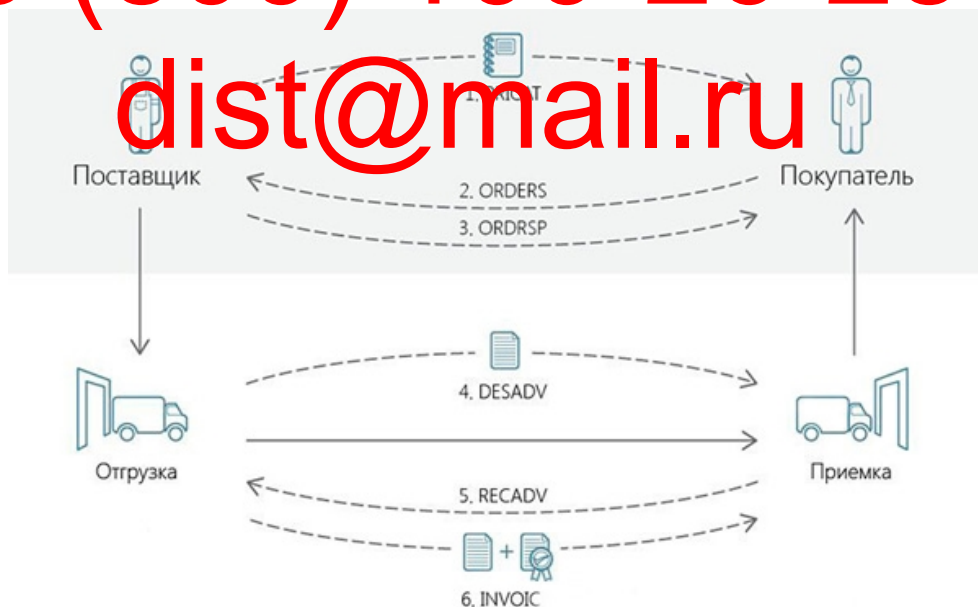 dist@mail.ru
Поставщик
Покупатель
2. ORDERS
3. ORDRSP
4. DESADV
Отгрузка
Приемка
5. RECADV
+
6. INVOIC